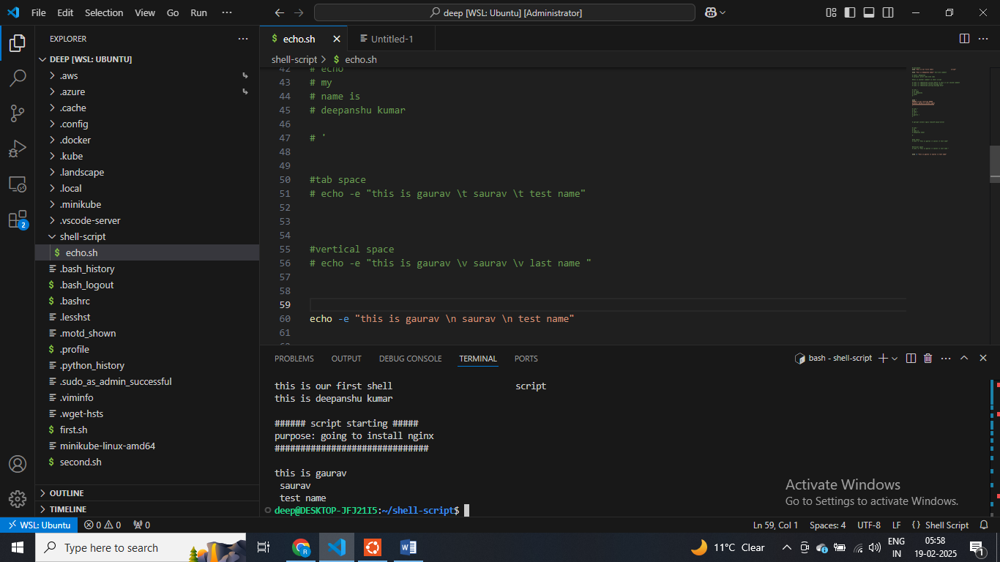 File Edit Selection View Go Run ···
deep [WSL: Ubuntu] [Administrator]
EXPLORER ···
DEEP [WSL: UBUNTU]
.aws
.azure
.cache
.config
.docker
.kube
.landscape
.local
.minikube
.vscode-server
shell-script
$ echo.sh
.bash_history
$ .bash_logout
$ .bashrc
.lesshst
.motd_shown
$ .profile
.python_history
.sudo_as_admin_successful
.viminfo
.wget-hsts
$ first.sh
minikube-linux-amd64
$ second.sh
OUTLINE
TIMELINE
2
$ echo.sh
Untitled-1
shell-script > $ echo.sh
42 # echo
43 # my
44 # name is
45 # deepanshu kumar
46
47 # '
48
49
50 #tab space
51 # echo -e "this is gaurav \t saurav \t test name"
52
53
54
55 #vertical space
56 # echo -e "this is gaurav \v saurav \v last name "
57
58
59
60 echo -e "this is gaurav \n saurav \n test name"
61
PROBLEMS OUTPUT DEBUG CONSOLE TERMINAL PORTS
bash - shell-script
this is our first shell script
this is deepanshu kumar
###### script starting #####
purpose: going to install nginx
##############################
this is gaurav
saurav
test name
deep@DESKTOP-JFJ21I5:~/shell-script$
Activate Windows
Go to Settings to activate Windows.
WSL: Ubuntu 0 0 0
Ln 59, Col 1 Spaces: 4 UTF-8 LF {} Shell Script
Type here to search
R
W
11°C Clear
ENG
IN
05:58
19-02-2025
1